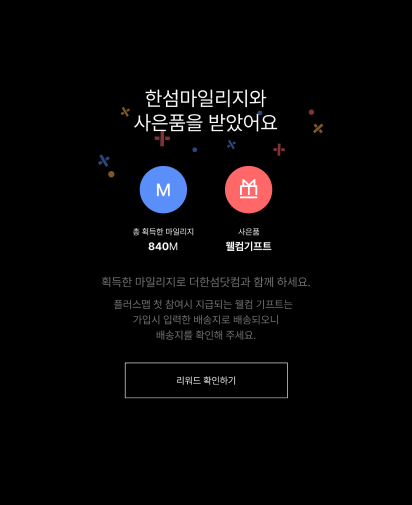 한섬마일리지와
사은품을 받았어요
M
총 획득한 마일리지
840M
사은품
웰컴기프트
획득한 마일리지로 더한섬닷컴과 함께 하세요.
플러스맵 첫 참여시 지급되는 웰컴 기프트는
가입시 입력한 배송지로 배송되오니
배송지를 확인해 주세요.
리워드 확인하기